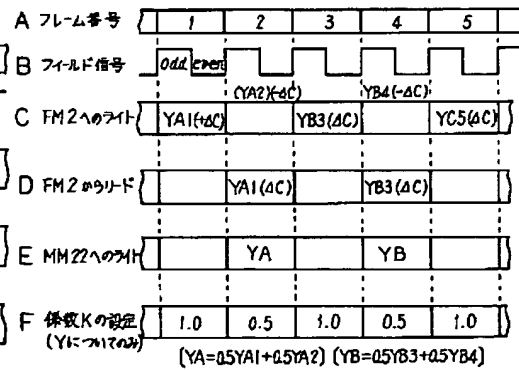 A フレーム番号 1 2 3 4 5
B フィールド信号 odd even
(YA2)(-ΔC) YB4(-ΔC)
C FM2へのライト YA1(+ΔC) YB3(ΔC) YC5(ΔC)
D FM2からリード YA1(ΔC) YB3(ΔC)
E MM22へのライト YA YB
F 係数Kの設定 1.0 0.5 1.0 0.5 1.0
(Yについてのみ)
(YA=0.5YA1+0.5YA2) (YB=0.5YB3+0.5YB4)